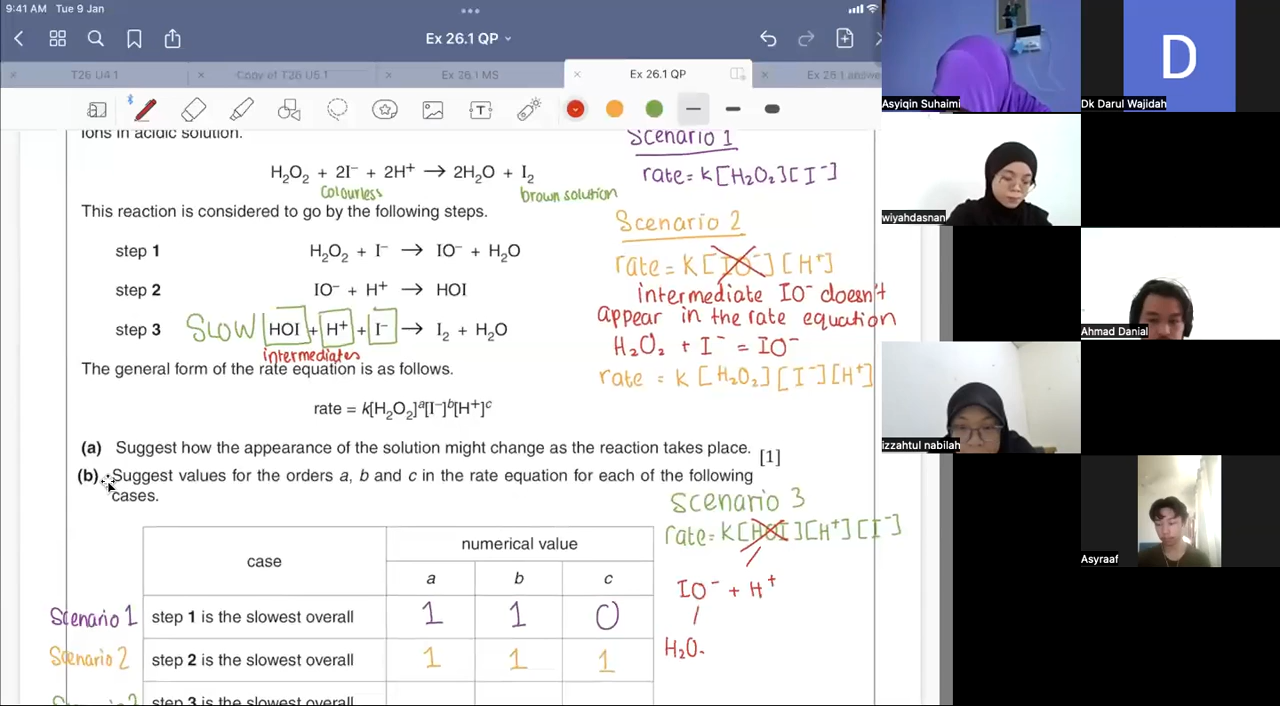 9:41 AM Tue 9 Jan
Ex 26.1 QP
T26 U4 1
Copy of T26 U5.1
Ex 26.1 MS
Ex 26.1 QP
Ex 26.1 answe
ions in acidic solution.
H₂O₂ + 2I⁻ + 2H⁺ → 2H₂O + I₂
colourless
brown solution
This reaction is considered to go by the following steps.
step 1 H₂O₂ + I⁻ → IO⁻ + H₂O
step 2 IO⁻ + H⁺ → HOI
step 3 SLOW HOI + H⁺ + I⁻ → I₂ + H₂O
intermediates
The general form of the rate equation is as follows.
rate = k[H₂O₂]ᵃ[I⁻]ᵇ[H⁺]ᶜ
(a) Suggest how the appearance of the solution might change as the reaction takes place.
[1]
(b) Suggest values for the orders a, b and c in the rate equation for each of the following
cases.
case
numerical value
a b c
Scenario 1 step 1 is the slowest overall 1 1 0
Scenario 2 step 2 is the slowest overall 1 1 1
step 3 is the slowest overall
Scenario 1
rate = k[H₂O₂][I⁻]
Scenario 2
rate = K[IO⁻][H⁺]
intermediate IO⁻ doesn't
appear in the rate equation
H₂O₂ + I⁻ = IO⁻
rate = K[H₂O₂][I⁻][H⁺]
Scenario 3
rate = K[HOI][H⁺][I⁻]
IO⁻ + H⁺
H₂O
Asyiqin Suhaimi
D
Dk Darul Wajidah
wiyahdasnan
Ahmad Danial
izzahtul nabilah
Asyraaf